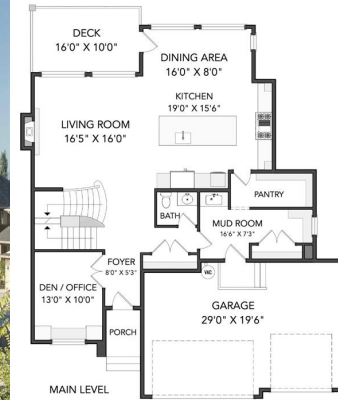 DECK
16'0" X 10'0"
DINING AREA
16'0" X 8'0"
KITCHEN
19'0" X 15'6"
LIVING ROOM
16'5" X 16'0"
PANTRY
BATH
MUD ROOM
16'6" X 7'3"
FOYER
8'0" X 5'3"
DEN / OFFICE
13'0" X 10'0"
VAC
GARAGE
29'0" X 19'6"
PORCH
MAIN LEVEL